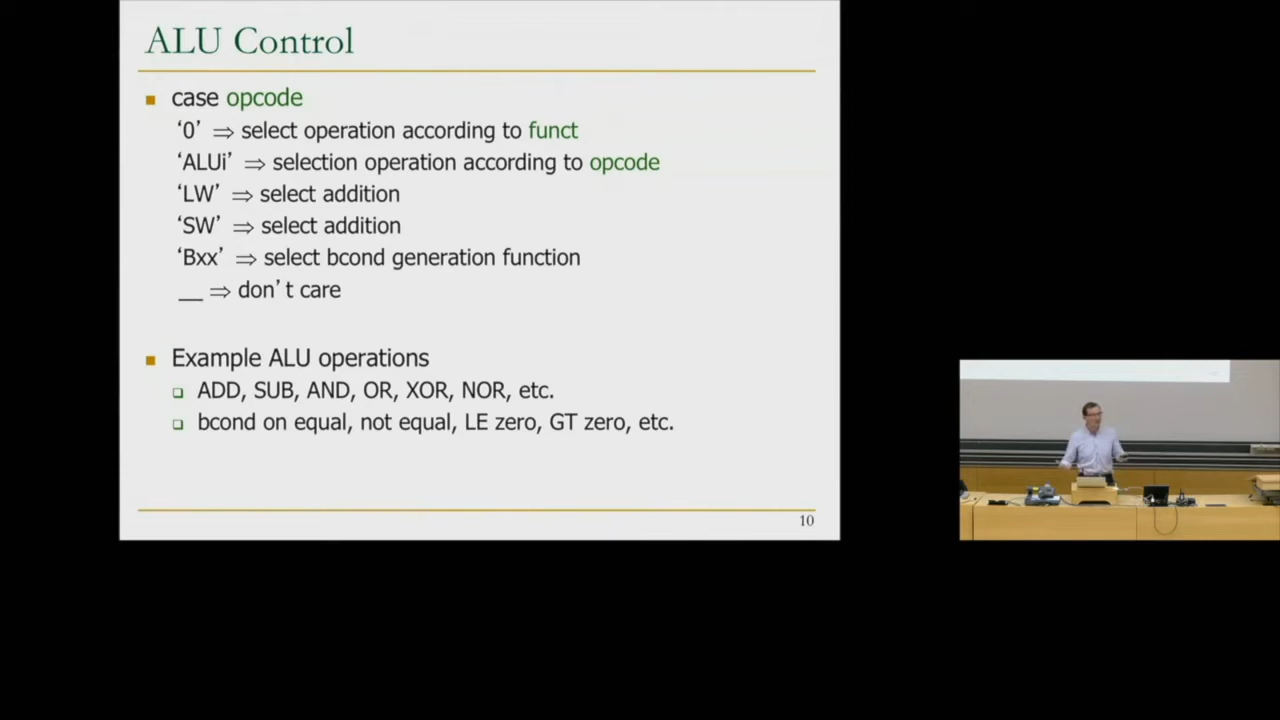 ALU Control
case opcode
‘0’ ⇒ select operation according to funct
‘ALUi’ ⇒ selection operation according to opcode
‘LW’ ⇒ select addition
‘SW’ ⇒ select addition
‘Bxx’ ⇒ select bcond generation function
__ ⇒ don’t care
Example ALU operations
ADD, SUB, AND, OR, XOR, NOR, etc.
bcond on equal, not equal, LE zero, GT zero, etc.
10